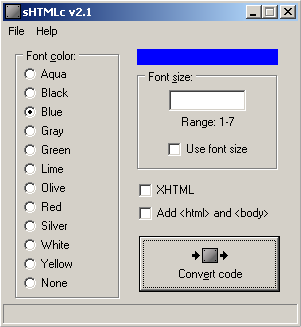 sHTMLc v2.1
File Help
Font color:
Aqua
Black
Blue
Gray
Green
Lime
Olive
Red
Silver
White
Yellow
None
Font size:
Range: 1-7
Use font size
XHTML
Add <html> and <body>
Convert code